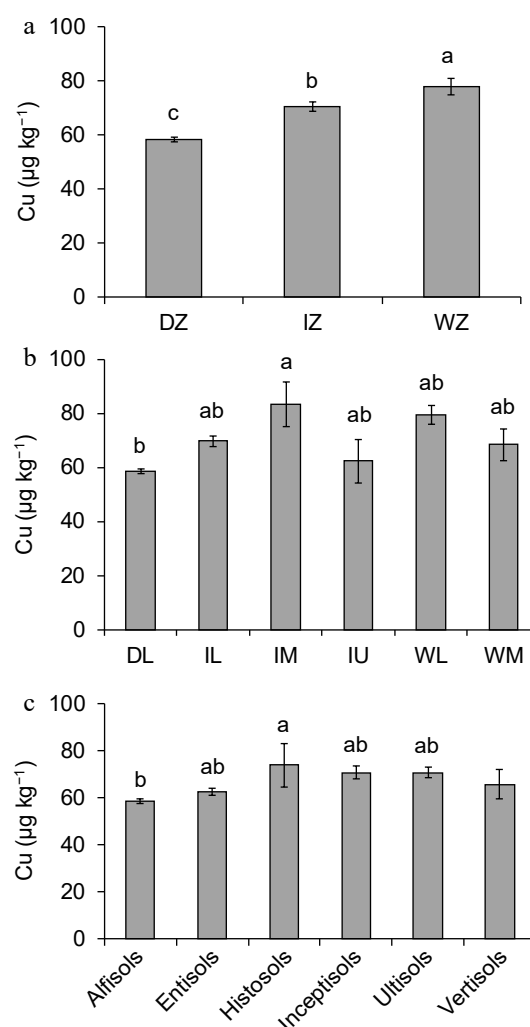 a
100
80
60
40
20
0
Cu (µg kg⁻¹)
c
b
a
DZ IZ WZ
b
100
80
60
40
20
0
Cu (µg kg⁻¹)
b
ab
a
ab
ab
ab
DL IL IM IU WL WM
c
100
80
60
40
20
0
Cu (µg kg⁻¹)
b
ab
a
ab
ab
Alfisols
Entisols
Histosols
Inceptisols
Ultisols
Vertisols